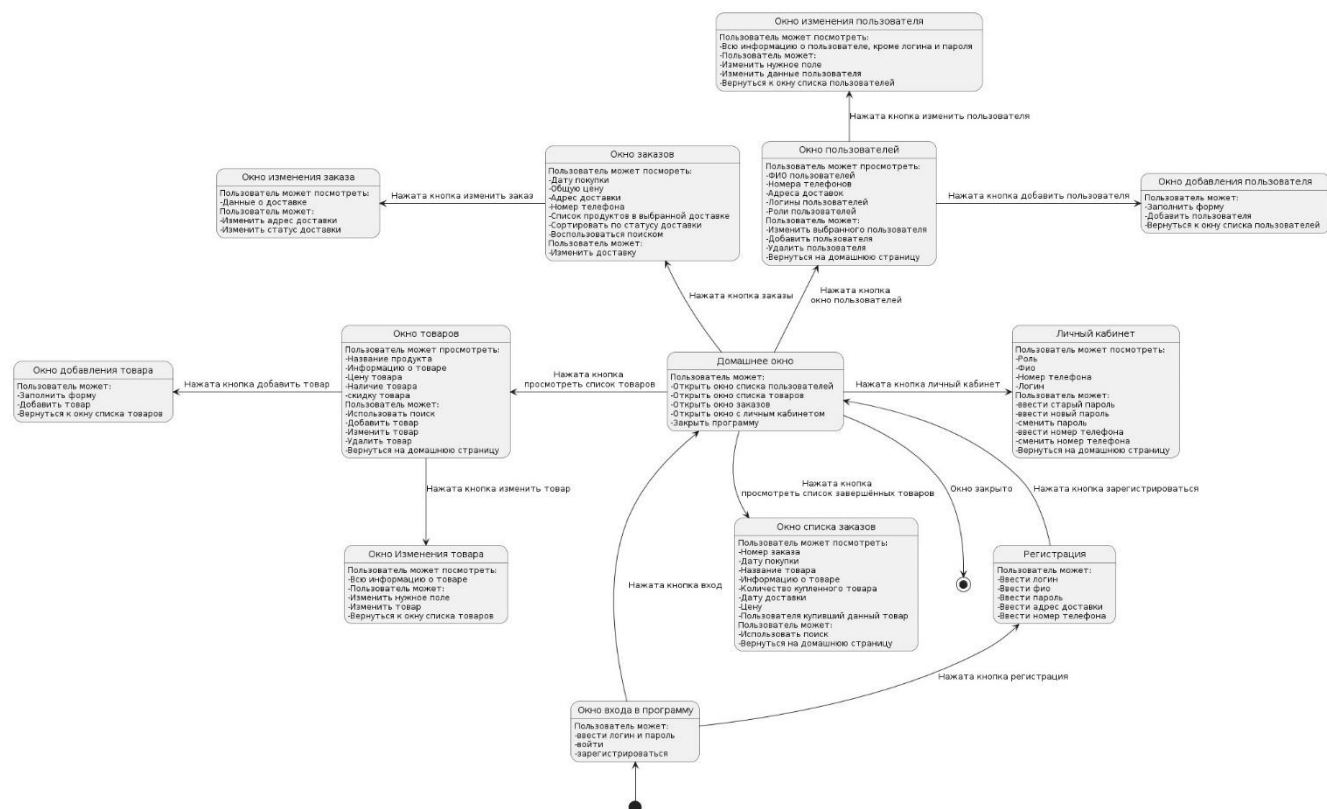 Окно изменения пользователя
Пользователь может посмотреть:
-Всю информацию о пользователе, кроме логина и пароля
-Пользователь может:
-Изменить нужное поле
-Изменить данные пользователя
-Вернуться к окну списка пользователей
Нажата кнопка изменить пользователя
Окно заказов
Пользователь может посмореть:
-Дату покупки
-Общую цену
-Адрес доставки
-Номер телефона
-Список продуктов в выбранной доставке
-Сортировать по статусу доставки
-Воспользоваться поиском
Пользователь может:
-Изменить доставку
Окно пользователей
Пользователь может просмотреть:
-ФИО пользователей
-Номера телефонов
-Адреса доставок
-Логины пользователей
-Роли пользователей
Пользователь может:
-Изменить выбранного пользователя
-Добавить пользователя
-Удалить пользователя
-Вернуться на домашнюю страницу
Окно изменения заказа
Пользователь может посмотреть:
-Данные о доставке
Пользователь может:
-Изменить адрес доставки
-Изменить статус доставки
Нажата кнопка изменить заказ
Нажата кнопка добавить пользователя
Окно добавления пользователя
Пользователь может:
-Заполнить форму
-Добавить пользователя
-Вернуться к окну списка пользователей
Нажата кнопка заказы
Нажата кнопка
окно пользователей
Окно товаров
Пользователь может просмотреть:
-Название продукта
-Информацию о товаре
-Цену товара
-Наличие товара
-скидку товара
Пользователь может:
-Использовать поиск
-Добавить товар
-Изменить товар
-Удалить товар
-Вернуться на домашнюю страницу
Домашнее окно
Пользователь может:
-Открыть окно списка пользователей
-Открыть окно списка товаров
-Открыть окно заказов
-Открыть окно с личным кабинетом
-Закрыть программу
Личный кабинет
Пользователь может посмотреть:
-Роль
-Фио
-Номер телефона
-Логин
Пользователь может:
-ввести старый пароль
-ввести новый пароль
-сменить пароль
-ввести номер телефона
-сменить номер телефона
-Вернуться на домашнюю страницу
Окно добавления товара
Пользователь может:
-Заполнить форму
-Добавить товар
-Вернуться к окну списка товаров
Нажата кнопка добавить товар
Нажата кнопка
просмотреть список товаров
Нажата кнопка личный кабинет
Нажата кнопка изменить товар
Нажата кнопка
просмотреть список завершённых товаров
Окно закрыто
Нажата кнопка зарегистрироваться
Окно Изменения товара
Пользователь может посмотреть:
-Всю информацию о товаре
-Пользователь может:
-Изменить нужное поле
-Изменить товар
-Вернуться к окну списка товаров
Нажата кнопка вход
Окно списка заказов
Пользователь может посмотреть:
-Номер заказа
-Дату покупки
-Название товара
-Информацию о товаре
-Количество купленного товара
-Дату доставки
-Цену
-Пользователя купивший данный товар
Пользователь может:
-Использовать поиск
-Вернуться на домашнюю страницу
Регистрация
Пользователь может:
-Ввести логин
-Ввести фио
-Ввести пароль
-Ввести адрес доставки
-Ввести номер телефона
Нажата кнопка регистрация
Окно входа в программу
Пользователь может:
-ввести логин и пароль
-войти
-зарегистрироваться